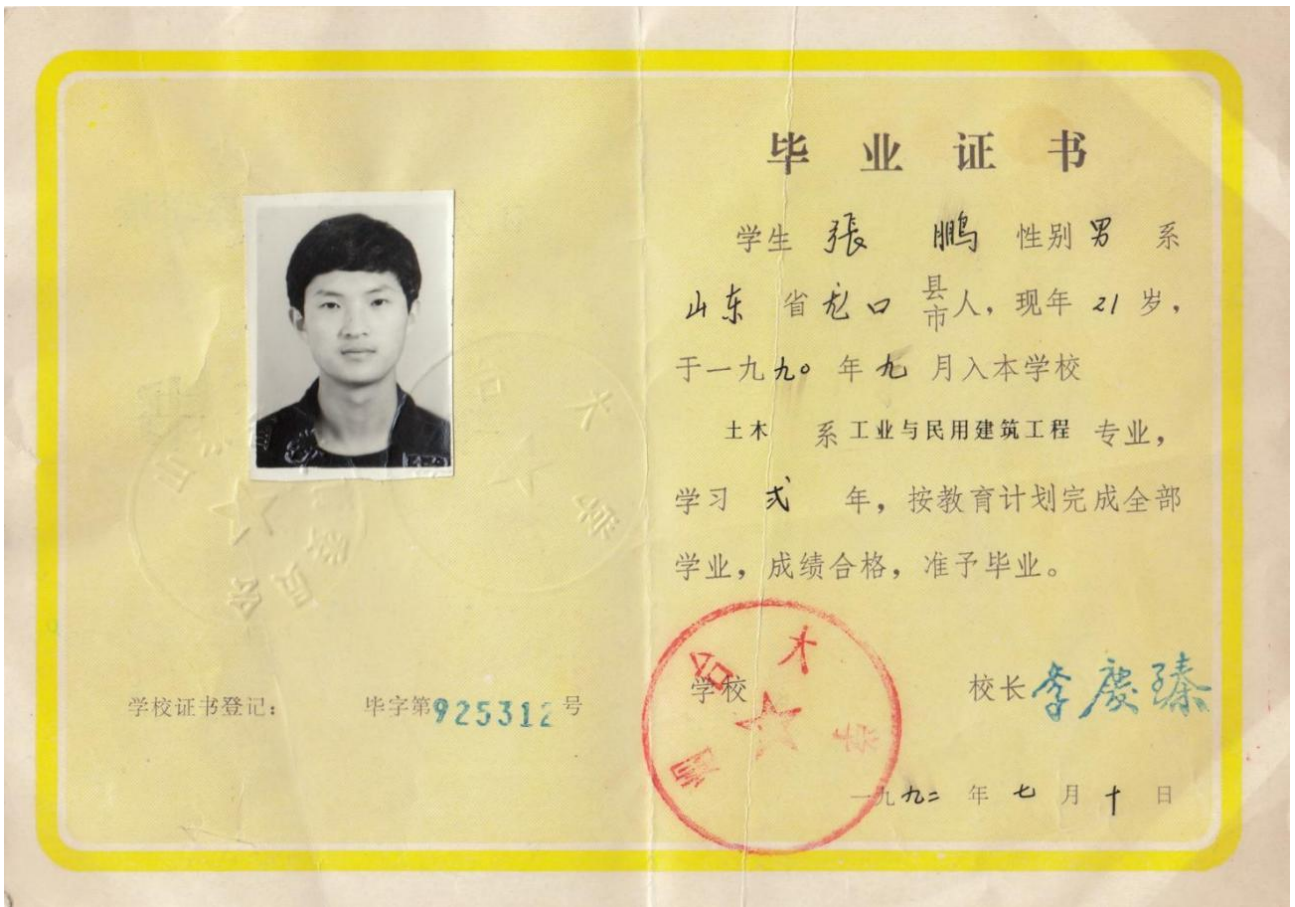 毕业证书
学生 張 鹏 性别 男 系
山东 省 龙口 县市人，现年 21 岁，
于一九九〇年九月入本学校
土木 系 工业与民用建筑工程 专业，
学习 弍 年，按教育计划完成全部
学业，成绩合格，准予毕业。
学校 校长 李慶臻
一九九二年七月十日
学校证书登记： 毕字第925312号
烟台大学